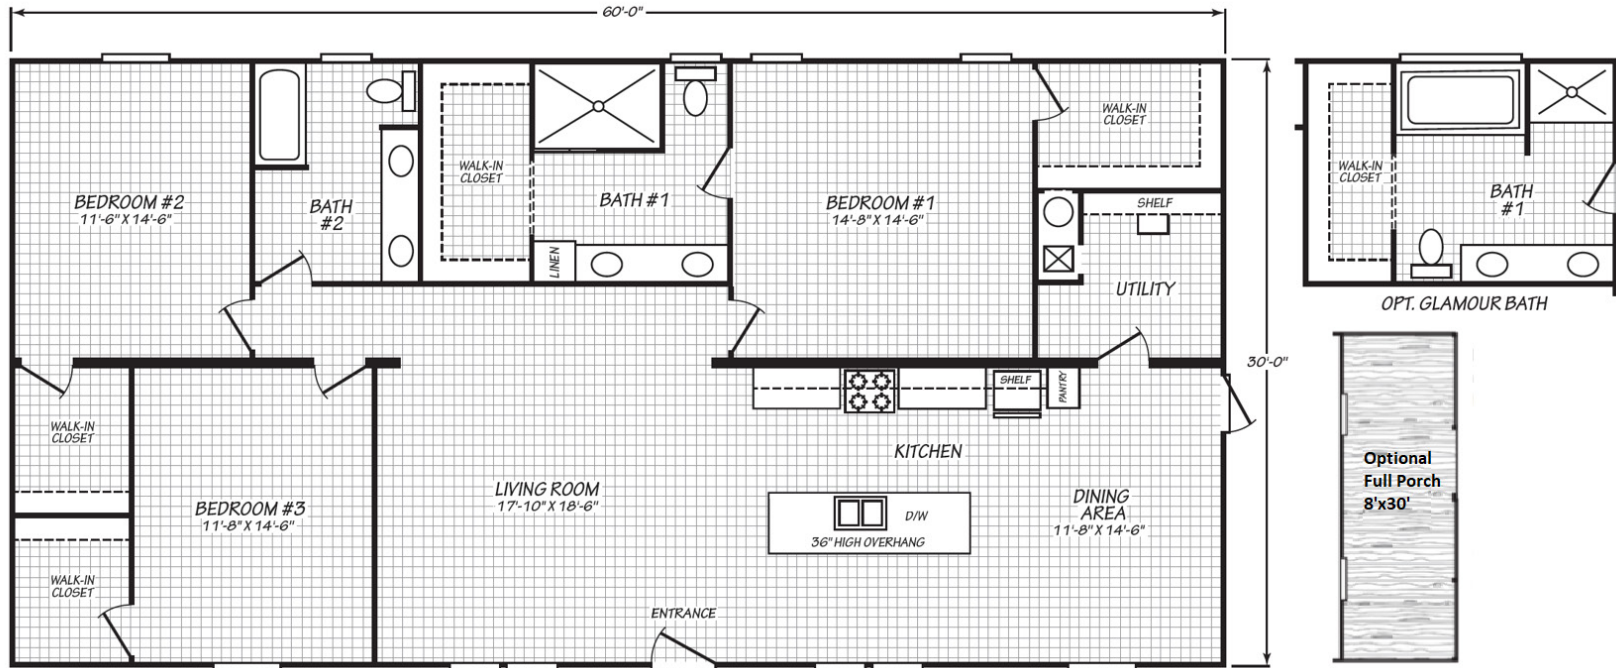 60'-0"
BEDROOM #2
11'-6" X 14'-6"
BATH
#2
WALK-IN
CLOSET
BATH #1
LINEN
BEDROOM #1
14'-8" X 14'-6"
WALK-IN
CLOSET
SHELF
UTILITY
WALK-IN
CLOSET
BATH
#1
OPT. GLAMOUR BATH
30'-0"
WALK-IN
CLOSET
BEDROOM #3
11'-8" X 14'-6"
WALK-IN
CLOSET
LIVING ROOM
17'-10" X 18'-6"
SHELF
PANTRY
KITCHEN
D/W
36" HIGH OVERHANG
DINING
AREA
11'-8" X 14'-6"
ENTRANCE
Optional
Full Porch
8'x30'